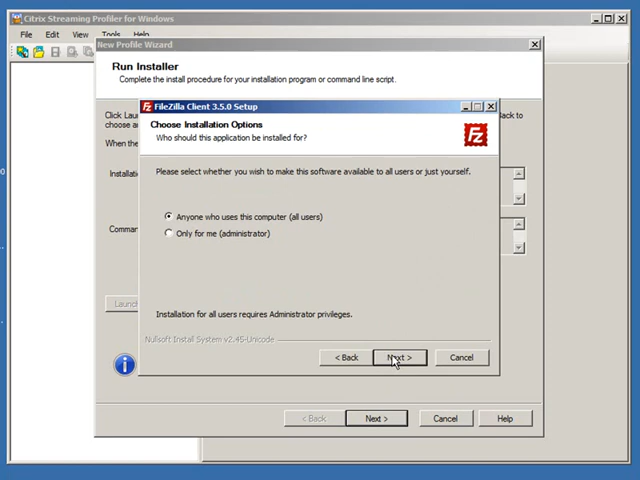 Citrix Streaming Profiler for Windows
File Edit View Tools Help
New Profile Wizard
Run Installer
Complete the install procedure for your installation program or command line script.
Click Laun
Back to
choose a
When the
Installatio
Comman
Launch
FileZilla Client 3.5.0 Setup
Choose Installation Options
Who should this application be installed for?
Please select whether you wish to make this software available to all users or just yourself.
Anyone who uses this computer (all users)
Only for me (administrator)
Installation for all users requires Administrator privileges.
Nullsoft Install System v2.45-Unicode
< Back Next > Cancel
< Back Next > Cancel Help